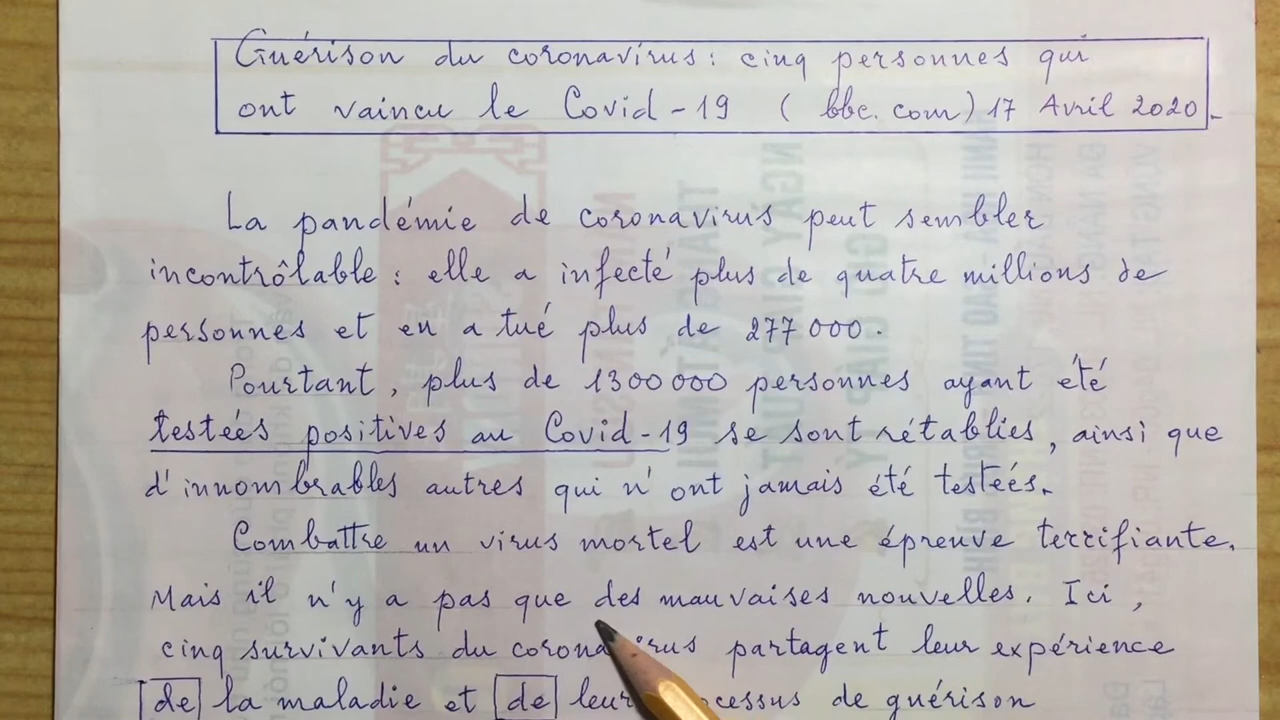 Guérison du coronavirus : cinq personnes qui
ont vaincu le Covid-19 ( bbc.com) 17 Avril 2020.
La pandémie de coronavirus peut sembler
incontrôlable : elle a infecté plus de quatre millions de
personnes et en a tué plus de 277 000.
Pourtant, plus de 1300 000 personnes ayant été
testées positives au Covid-19 se sont rétablies, ainsi que
d'innombrables autres qui n'ont jamais été testées.
Combattre un virus mortel est une épreuve terrifiante.
Mais il n'y a pas que des mauvaises nouvelles. Ici,
cinq survivants du partagent leur expérience
de la maladie et de de guérison